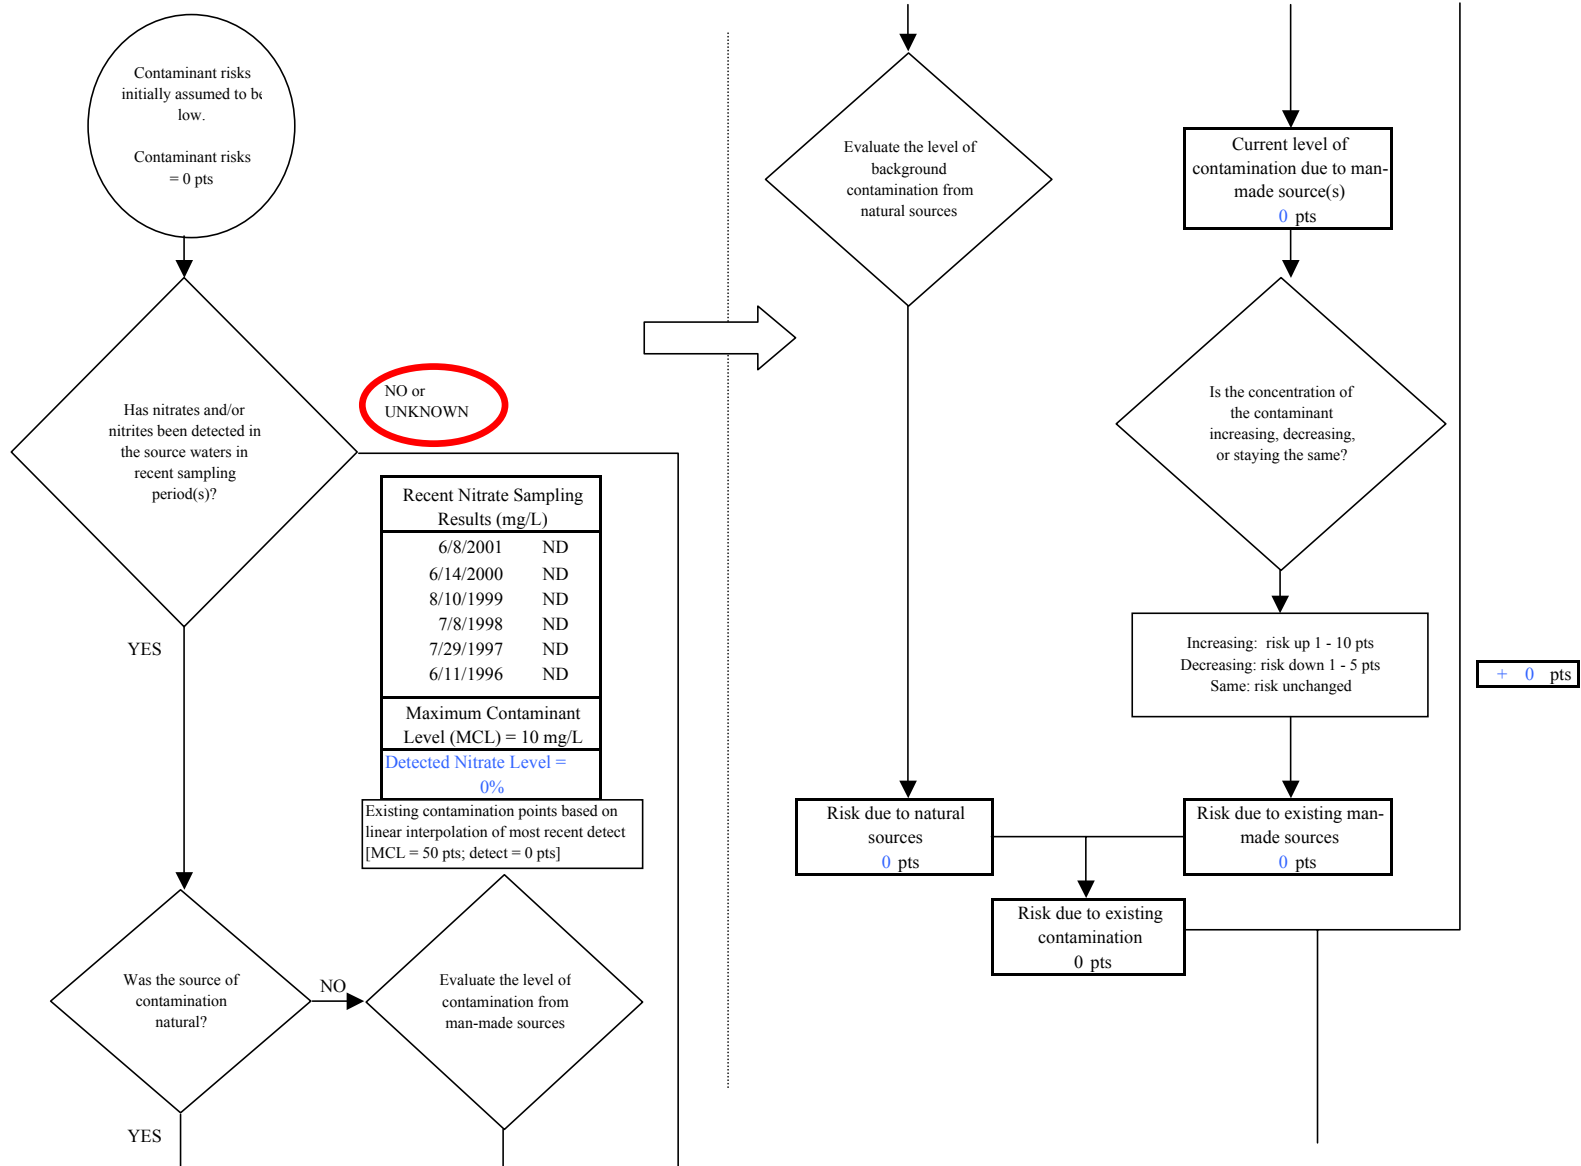 Contaminant risks
initially assumed to be
low.
Contaminant risks
= 0 pts
Has nitrates and/or
nitrites been detected in
the source waters in
recent sampling
period(s)?
NO or
UNKNOWN
YES
Recent Nitrate Sampling
Results (mg/L)
6/8/2001 ND
6/14/2000 ND
8/10/1999 ND
7/8/1998 ND
7/29/1997 ND
6/11/1996 ND
Maximum Contaminant
Level (MCL) = 10 mg/L
Detected Nitrate Level =
0%
Existing contamination points based on
linear interpolation of most recent detect
[MCL = 50 pts; detect = 0 pts]
Was the source of
contamination
natural?
NO
Evaluate the level of
contamination from
man-made sources
YES
Evaluate the level of
background
contamination from
natural sources
Current level of
contamination due to man-
made source(s)
0 pts
Is the concentration of
the contaminant
increasing, decreasing,
or staying the same?
Increasing: risk up 1 - 10 pts
Decreasing: risk down 1 - 5 pts
Same: risk unchanged
+ 0 pts
Risk due to natural
sources
0 pts
Risk due to existing man-
made sources
0 pts
Risk due to existing
contamination
0 pts